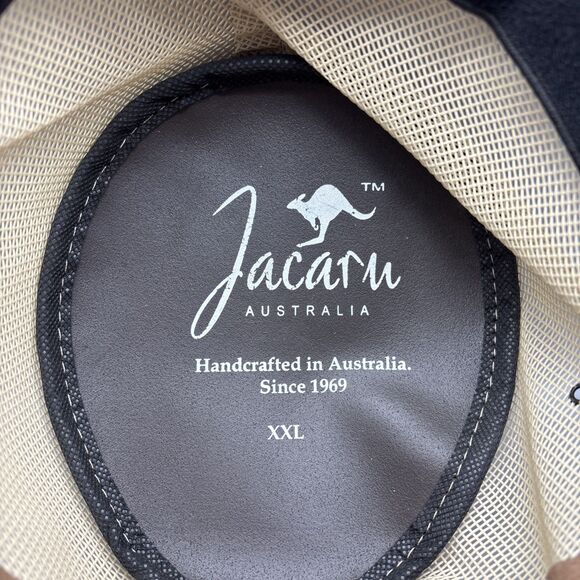 TM
Jacaru
AUSTRALIA
Handcrafted in Australia.
Since 1969
XXL